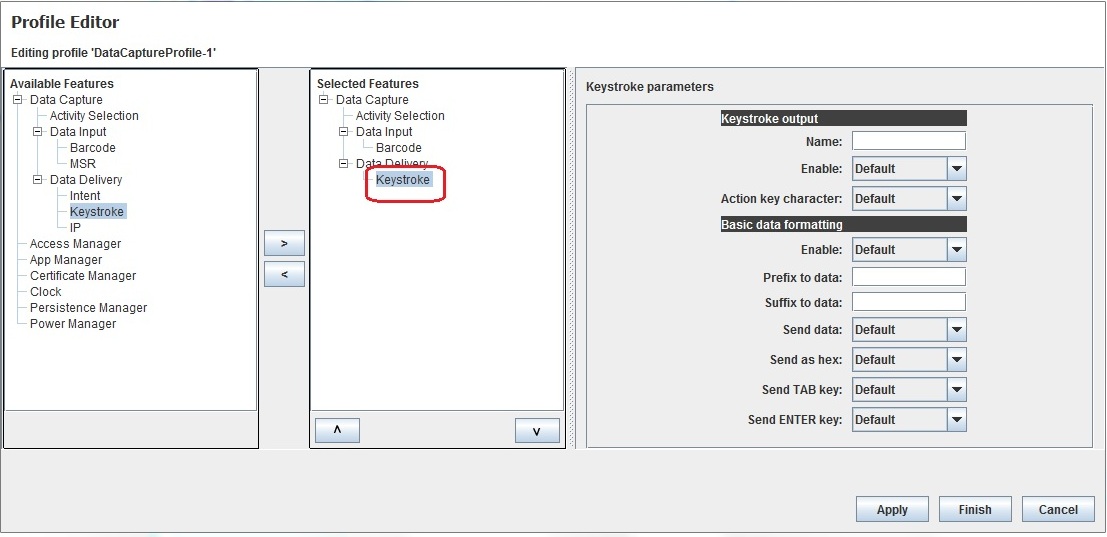 Profile Editor
Editing profile 'DataCaptureProfile-1'
Available Features
Data Capture
Activity Selection
Data Input
Barcode
MSR
Data Delivery
Intent
Keystroke
IP
Access Manager
App Manager
Certificate Manager
Clock
Persistence Manager
Power Manager
>
<
Selected Features
Data Capture
Activity Selection
Data Input
Barcode
Data Delivery
Keystroke
^
v
Keystroke parameters
Keystroke output
Name:
Enable: Default
Action key character: Default
Basic data formatting
Enable: Default
Prefix to data:
Suffix to data:
Send data: Default
Send as hex: Default
Send TAB key: Default
Send ENTER key: Default
Apply Finish Cancel